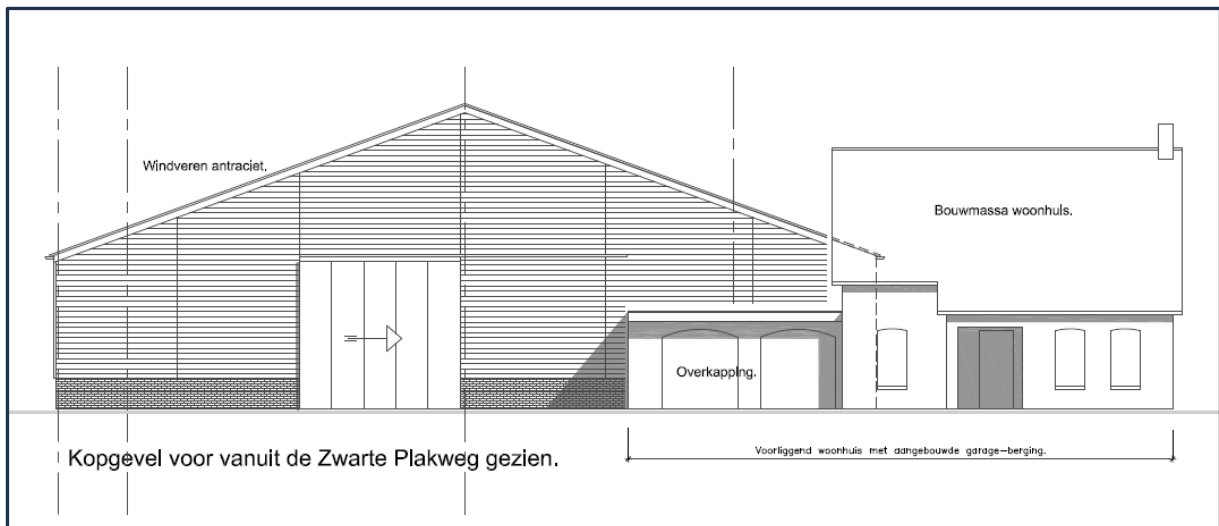 Windveren antraciet.
Bouwmassa woonhuis.
Overkapping.
Kopgevel voor vanuit de Zwarte Plakweg gezien.
Voorliggend woonhuis met aangebouwde garage-berging.